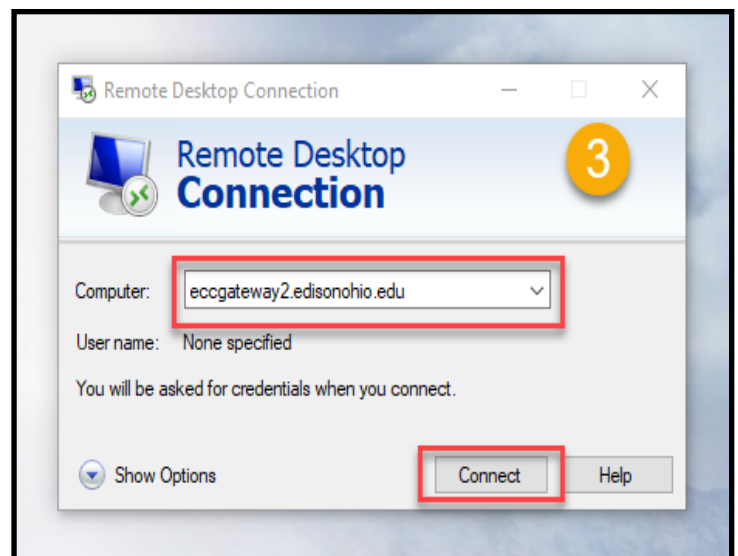 Remote Desktop Connection
Remote Desktop
Connection
3
Computer: eccgateway2.edisonohio.edu
User name: None specified
You will be asked for credentials when you connect.
Show Options Connect Help